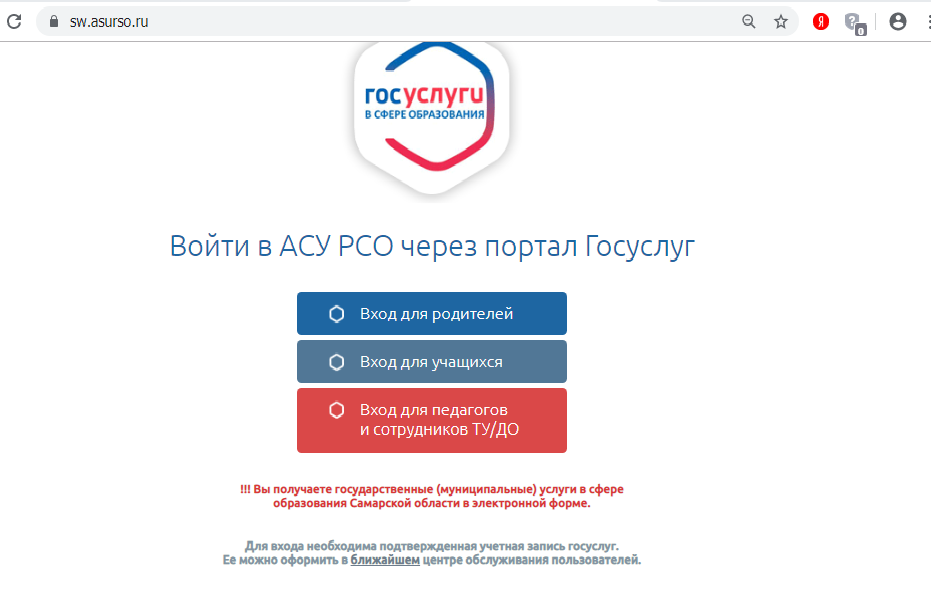 sw.asurso.ru
Я
?
0
госуслуги
В СФЕРЕ ОБРАЗОВАНИЯ
Войти в АСУ РСО через портал Госуслуг
Вход для родителей
Вход для учащихся
Вход для педагогов
и сотрудников ТУ/ДО
!!! Вы получаете государственные (муниципальные) услуги в сфере
образования Самарской области в электронной форме.
Для входа необходима подтвержденная учетная запись госуслуг.
Ее можно оформить в ближайшем центре обслуживания пользователей.